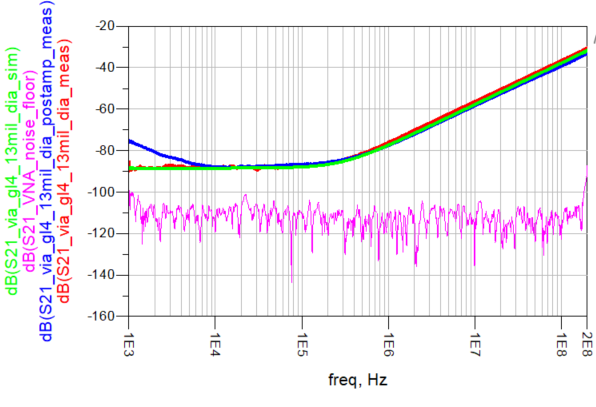 dB(S21_via_gl4_13mil_dia_sim)
dB(S21_VNA_noise_floor)
dB(S21_via_gl4_13mil_dia_postamp_meas)
dB(S21_via_gl4_13mil_dia_meas)
-20
-40
-60
-80
-100
-120
-140
-160
1E3
1E4
1E5
1E6
1E7
1E8
2E8
freq, Hz